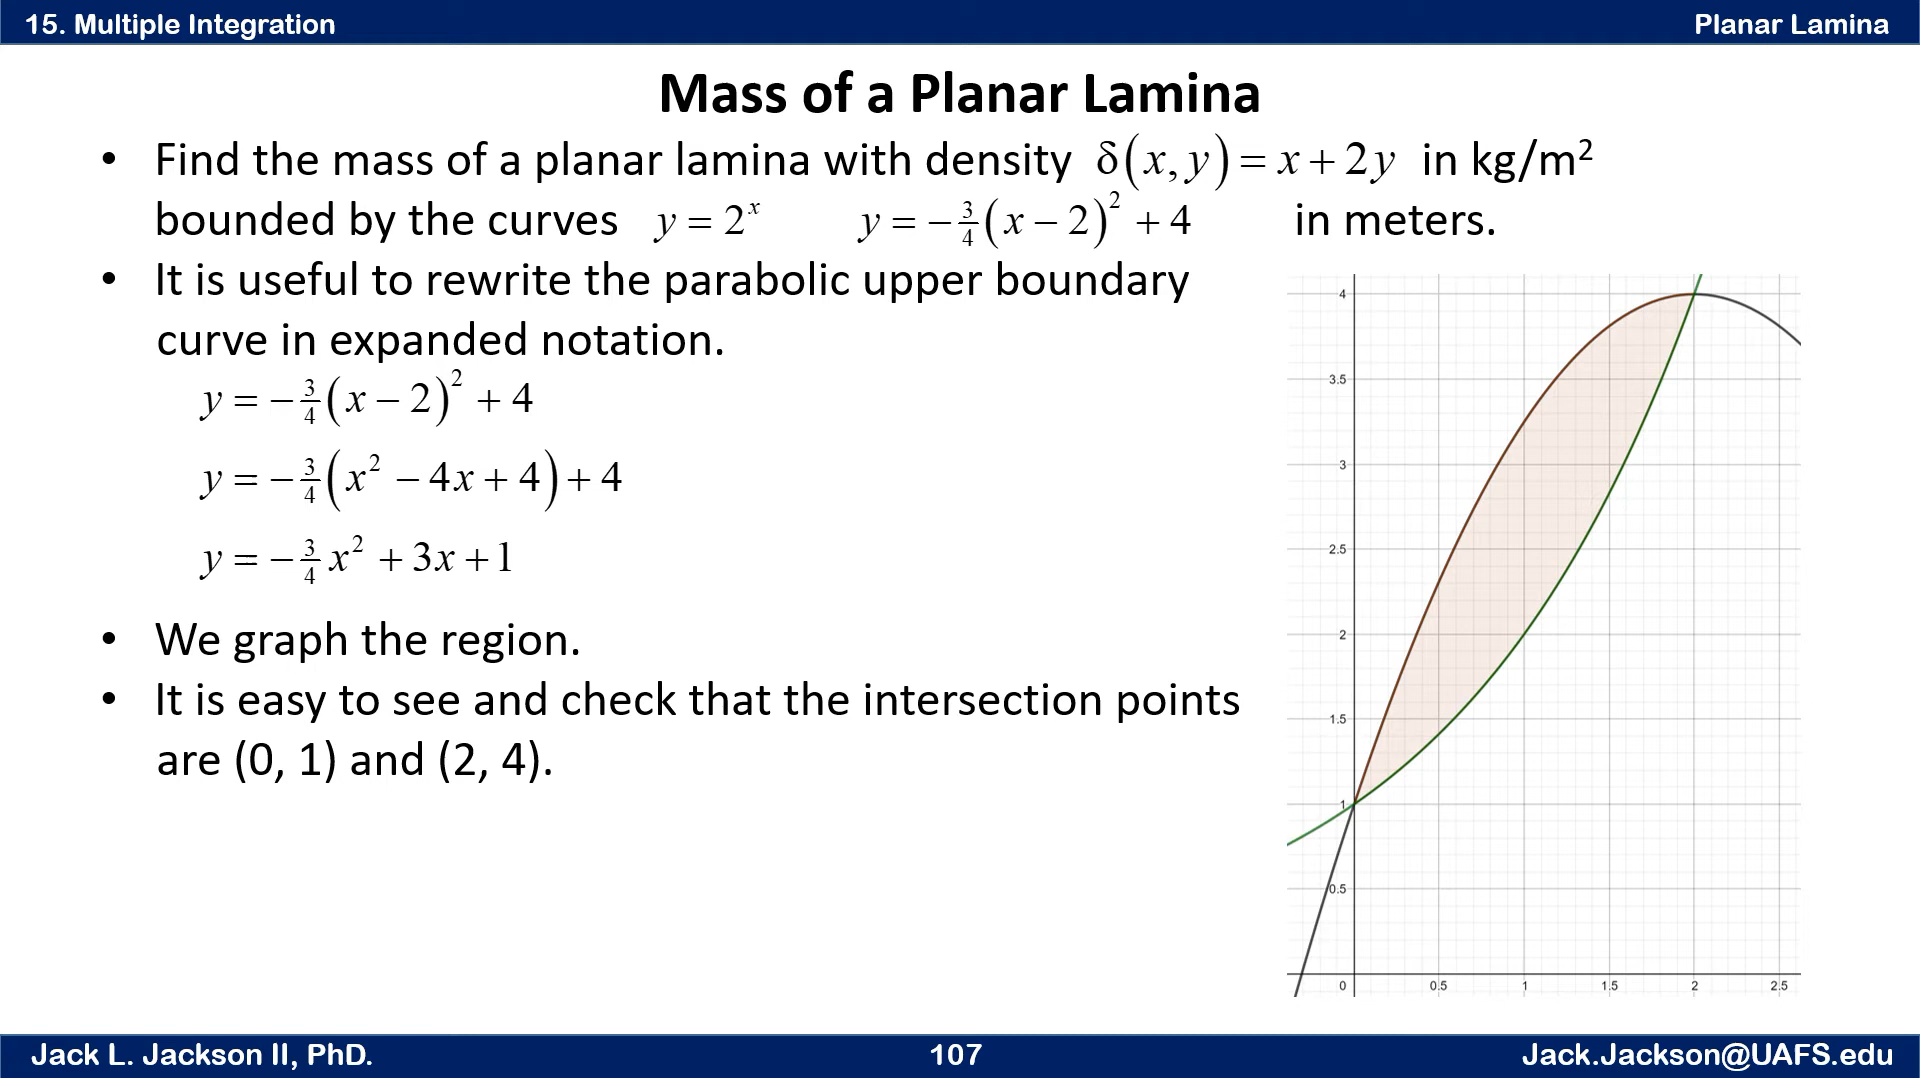 15. Multiple Integration
Planar Lamina
Mass of a Planar Lamina
• Find the mass of a planar lamina with density δ(x, y) = x + 2y in kg/m²
bounded by the curves y = 2ˣ y = −¾(x − 2)² + 4 in meters.
• It is useful to rewrite the parabolic upper boundary
curve in expanded notation.
y = −¾(x − 2)² + 4
y = −¾(x² − 4x + 4) + 4
y = −¾x² + 3x + 1
• We graph the region.
• It is easy to see and check that the intersection points
are (0, 1) and (2, 4).
4
3.5
3
2.5
2
1.5
1
0.5
0 0.5 1 1.5 2 2.5
Jack L. Jackson II, PhD.
107
Jack.Jackson@UAFS.edu